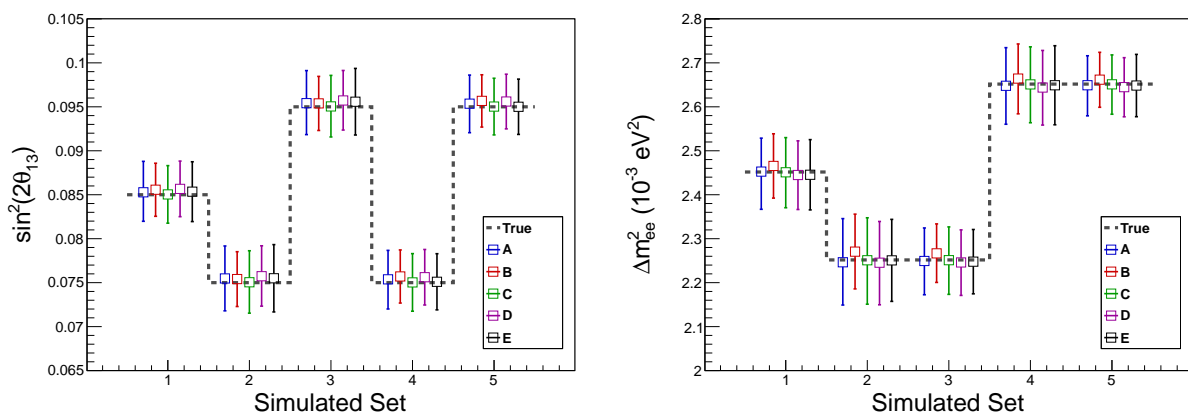 0.105
0.1
0.095
0.09
0.085
0.08
0.075
0.07
0.065
sin²(2θ₁₃)
1 2 3 4 5
Simulated Set
True
A
B
C
D
E
2.8
2.7
2.6
2.5
2.4
2.3
2.2
2.1
2
Δm²ₑₑ (10⁻³ eV²)
1 2 3 4 5
Simulated Set
True
A
B
C
D
E